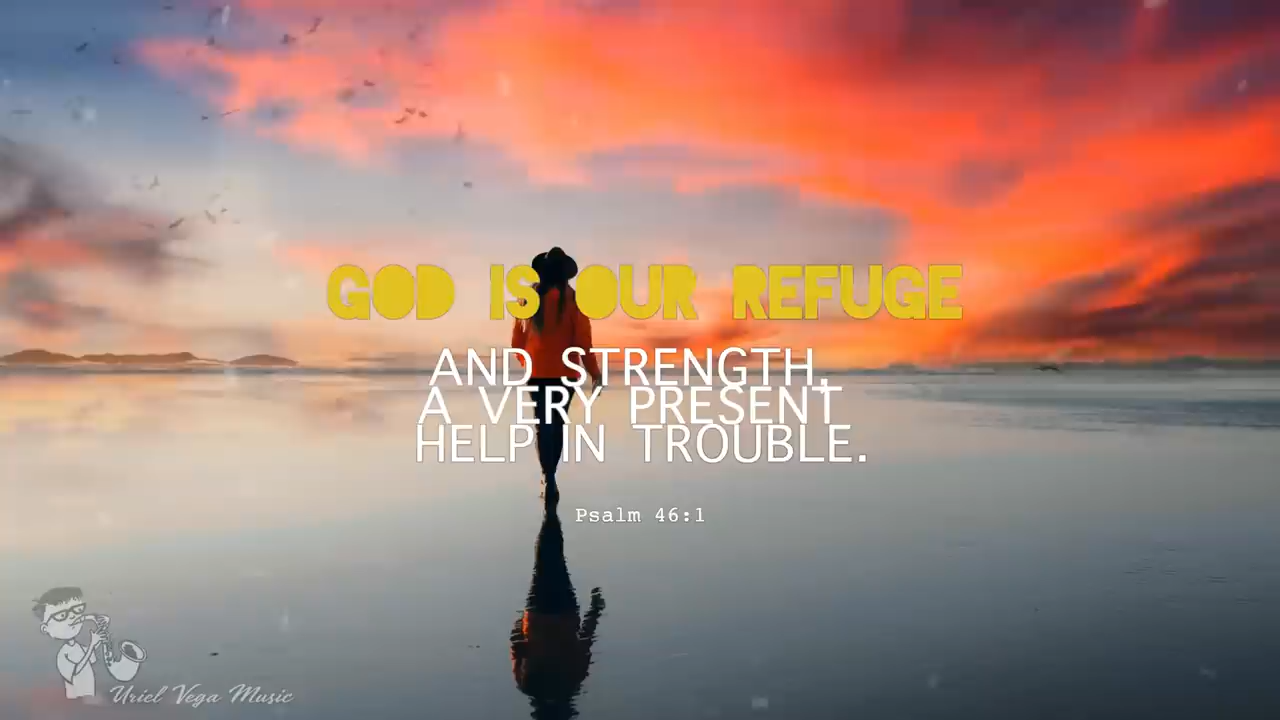 GOD IS OUR REFUGE
AND STRENGTH,
A VERY PRESENT
HELP IN TROUBLE.
Psalm 46:1
Uriel Vega Music